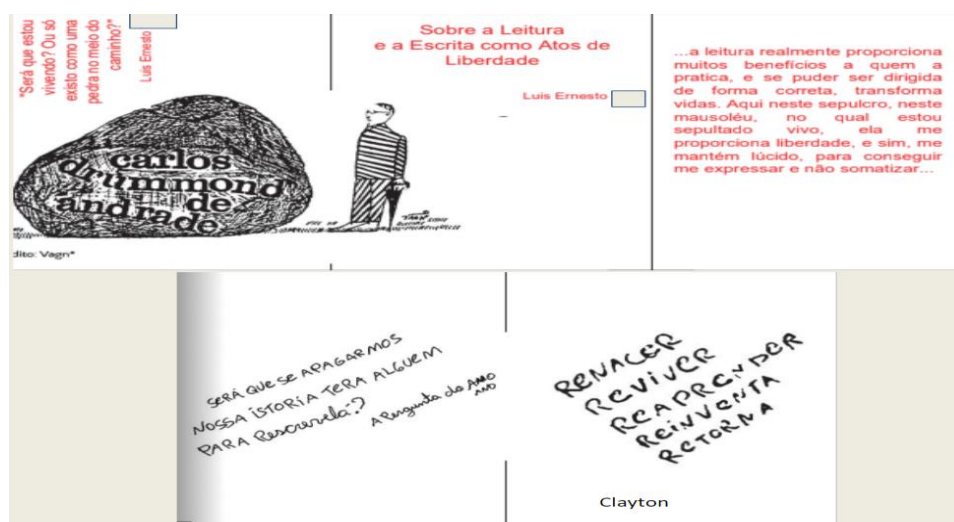 "Será que estou
vivendo? Ou só
existo como uma
pedra no meio do
caminho?"
Luis Ernesto
carlos
drummond
de
andrade
dito: Vagn*
Sobre a Leitura
e a Escrita como Atos de
Liberdade
Luis Ernesto
...a leitura realmente proporciona
muitos benefícios a quem a
pratica, e se puder ser dirigida
de forma correta, transforma
vidas. Aqui neste sepulcro, neste
mausoléu, no qual estou
sepultado vivo, ela me
proporciona liberdade, e sim, me
mantém lúcido, para conseguir
me expressar e não somatizar...
SERÁ QUE SE APAGARMOS
NOSSA ISTORIA TERA ALGUEM
PARA Rescrevela?
A Pergunta do
RENACER
REVIVER
REAPRENDER
REINVENTA
RETORNA
Clayton